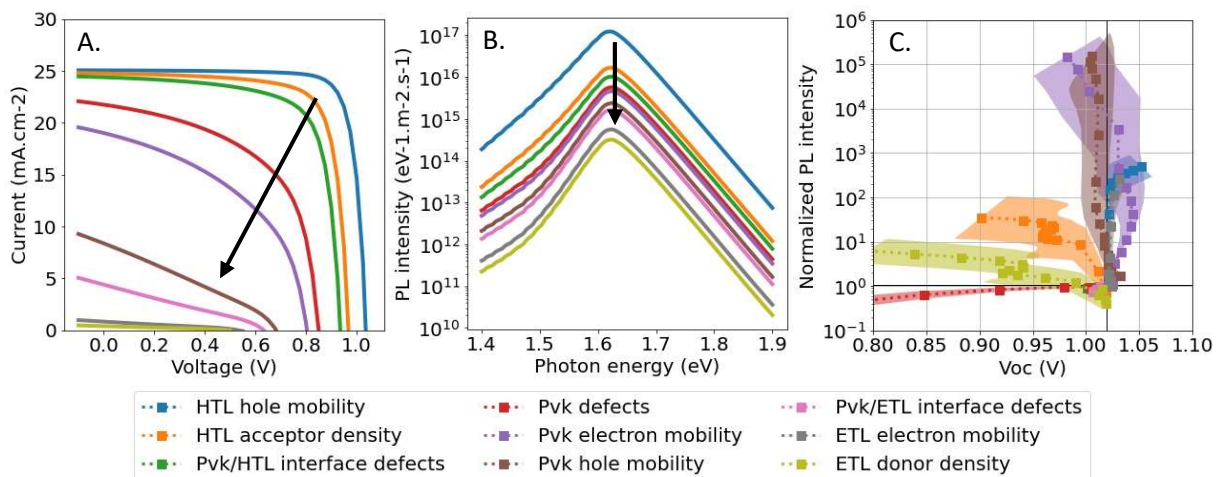 A.
Current (mA.cm-2)
30
25
20
15
10
5
0
0.0 0.2 0.4 0.6 0.8 1.0
Voltage (V)
B.
PL intensity (eV-1.m-2.s-1)
10^17
10^16
10^15
10^14
10^13
10^12
10^11
10^10
1.4 1.5 1.6 1.7 1.8 1.9
Photon energy (eV)
C.
Normalized PL intensity
10^6
10^5
10^4
10^3
10^2
10^1
10^0
10^−1
0.80 0.85 0.90 0.95 1.00 1.05 1.10
Voc (V)
HTL hole mobility
HTL acceptor density
Pvk/HTL interface defects
Pvk defects
Pvk electron mobility
Pvk hole mobility
Pvk/ETL interface defects
ETL electron mobility
ETL donor density